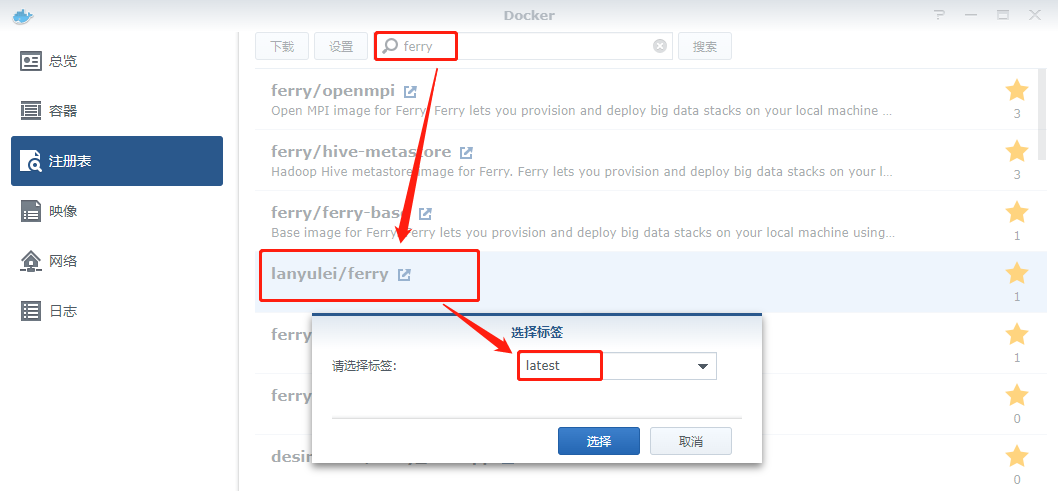 Docker
总览
容器
注册表
映像
网络
日志
下载 设置 ferry 搜索
ferry/openmpi
Open MPI image for Ferry. Ferry lets you provision and deploy big data stacks on your local machine ...
3
ferry/hive-metastore
Hadoop Hive metastore image for Ferry. Ferry lets you provision and deploy big data stacks on your l...
3
ferry/ferry-base
Base image for Ferry. Ferry lets you provision and deploy big data stacks on your local machine using...
1
lanyulei/ferry
1
ferry
1
ferry
0
desi
0
选择标签
请选择标签:
latest
选择 取消